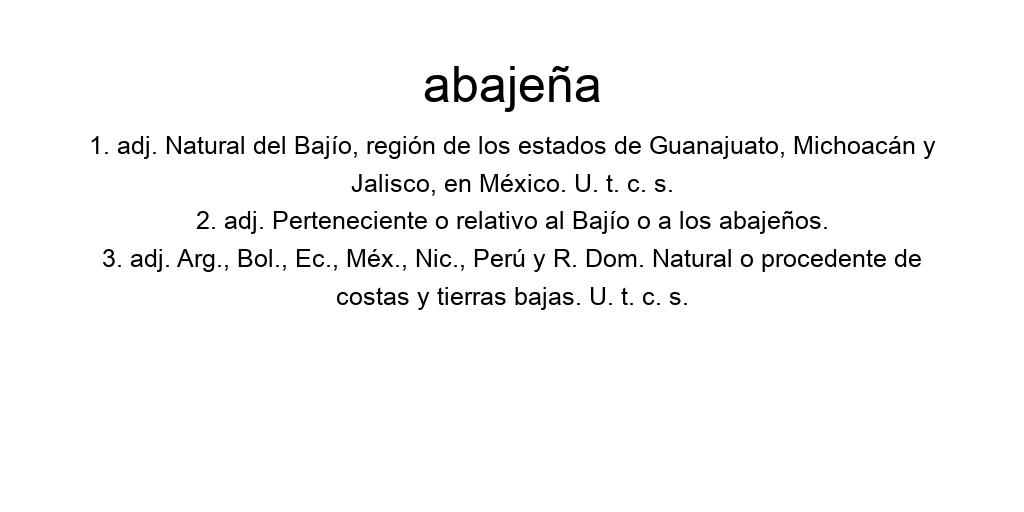 abajeña
1. adj. Natural del Bajío, región de los estados de Guanajuato, Michoacán y
Jalisco, en México. U. t. c. s.
2. adj. Perteneciente o relativo al Bajío o a los abajeños.
3. adj. Arg., Bol., Ec., Méx., Nic., Perú y R. Dom. Natural o procedente de
costas y tierras bajas. U. t. c. s.